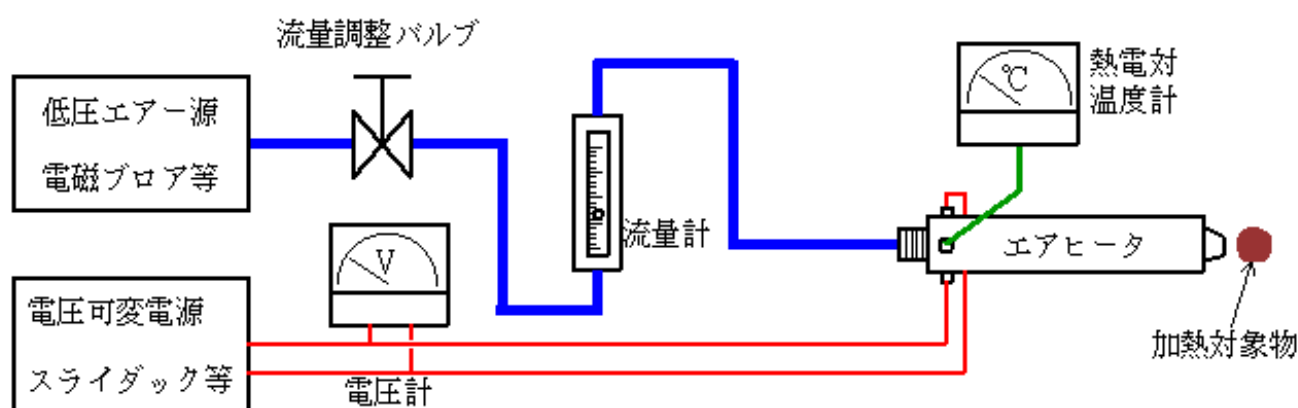 流量調整バルブ
低圧エアー源
電磁ブロア等
℃
熱電対
温度計
流量計
V
エアヒータ
電圧可変電源
スライダック等
電圧計
加熱対象物